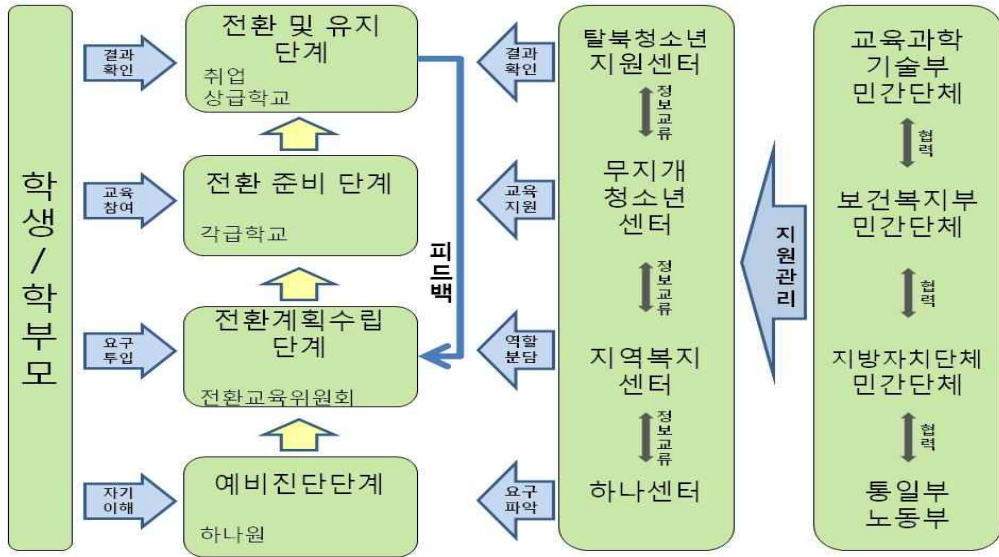 학생/학부모
결과
확인
교육
참여
요구
투입
자기
이해
전환 및 유지
단계
취업
상급학교
전환 준비 단계
각급학교
전환계획수립
단계
전환교육위원회
예비진단단계
하나원
피드백
결과
확인
교육
지원
역할
분담
요구
파악
탈북청소년
지원센터
정보교류
무지개
청소년
센터
정보교류
지역복지
센터
정보교류
하나센터
지원관리
교육과학
기술부
민간단체
협력
보건복지부
민간단체
협력
지방자치단체
민간단체
협력
통일부
노동부